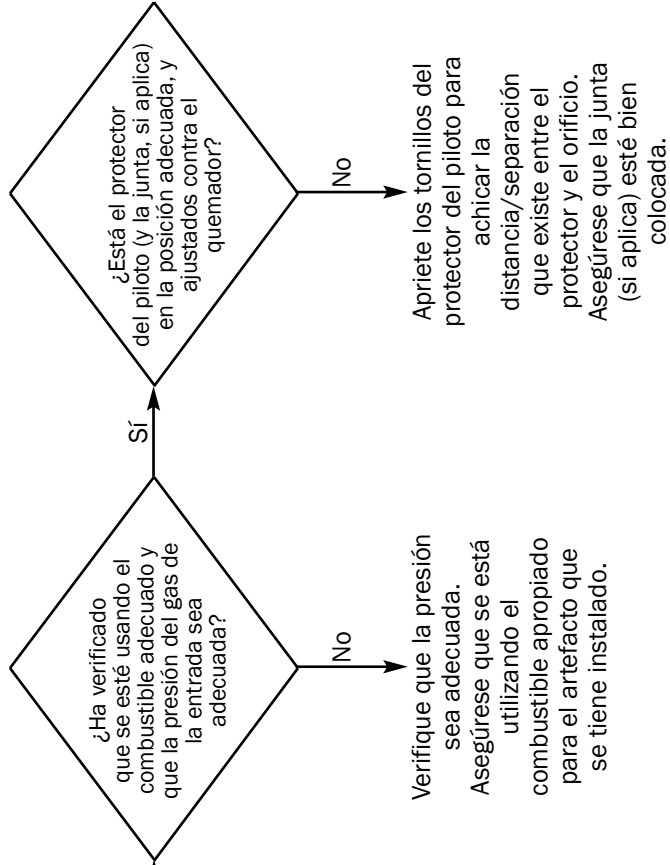 ¿Ha verificado
que se esté usando el
combustible adecuado y
que la presión del gas de
la entrada sea
adecuada?
Sí
No
Verifique que la presión
sea adecuada.
Asegúrese que se está
utilizando el
combustible apropiado
para el artefacto que
se tiene instalado.
¿Está el protector
del piloto (y la junta, si aplica)
en la posición adecuada, y
ajustados contra el
quemador?
No
Apriete los tornillos del
protector del piloto para
achicar la
distancia/separación
que existe entre el
protector y el orificio.
Asegúrese que la junta
(si aplica) esté bien
colocada.